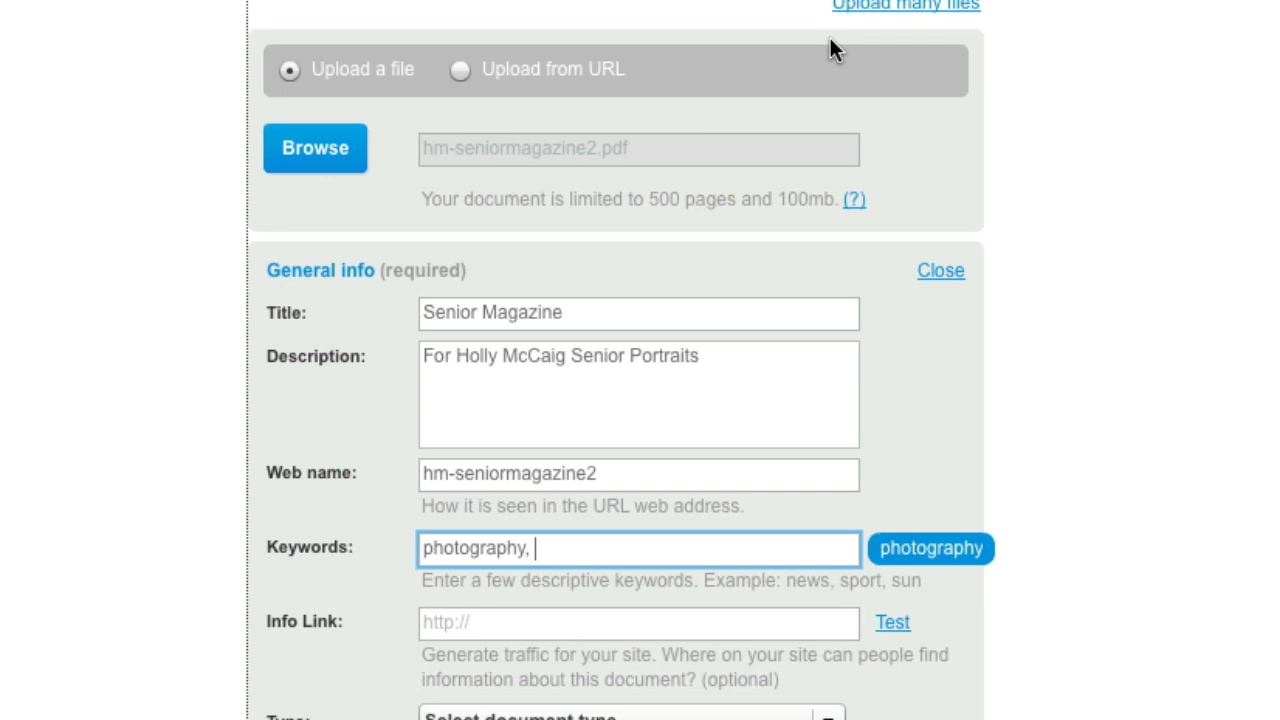 Upload many files
Upload a file Upload from URL
Browse hm-seniormagazine2.pdf
Your document is limited to 500 pages and 100mb. (?)
General info (required) Close
Title: Senior Magazine
Description: For Holly McCaig Senior Portraits
Web name: hm-seniormagazine2
How it is seen in the URL web address.
Keywords: photography, photography
Enter a few descriptive keywords. Example: news, sport, sun
Info Link: http:// Test
Generate traffic for your site. Where on your site can people find
information about this document? (optional)
Type: Select document type